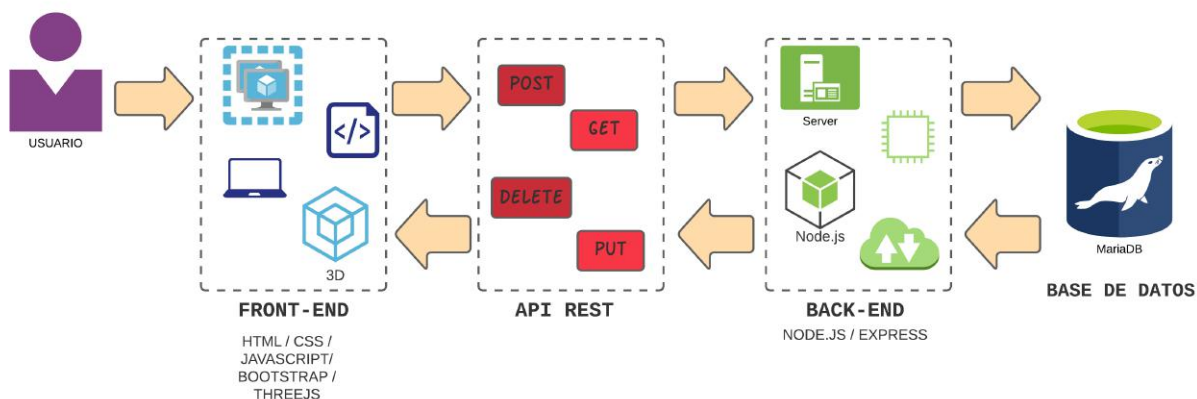 USUARIO
3D
FRONT-END
HTML / CSS /
JAVASCRIPT/
BOOTSTRAP /
THREEJS
POST
GET
DELETE
PUT
API REST
Server
Node.js
BACK-END
NODE.JS / EXPRESS
MariaDB
BASE DE DATOS